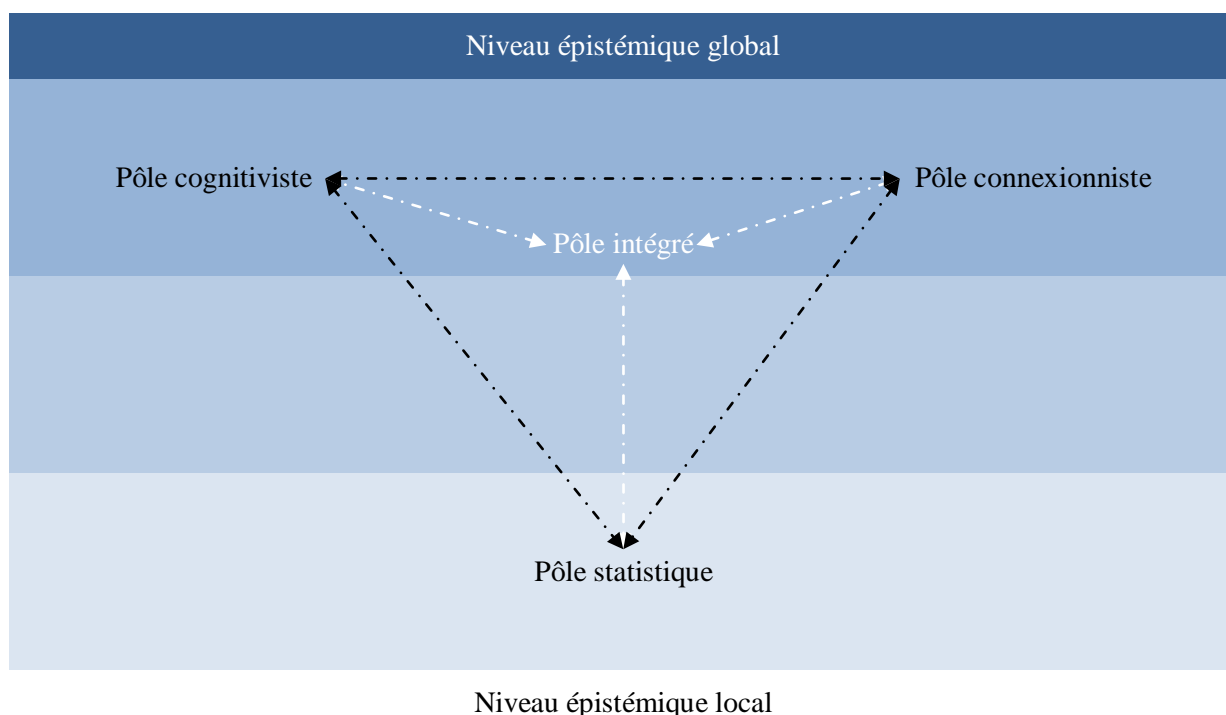 Niveau épistémique global
Pôle cognitiviste
Pôle connexionniste
Pôle intégré
Pôle statistique
Niveau épistémique local